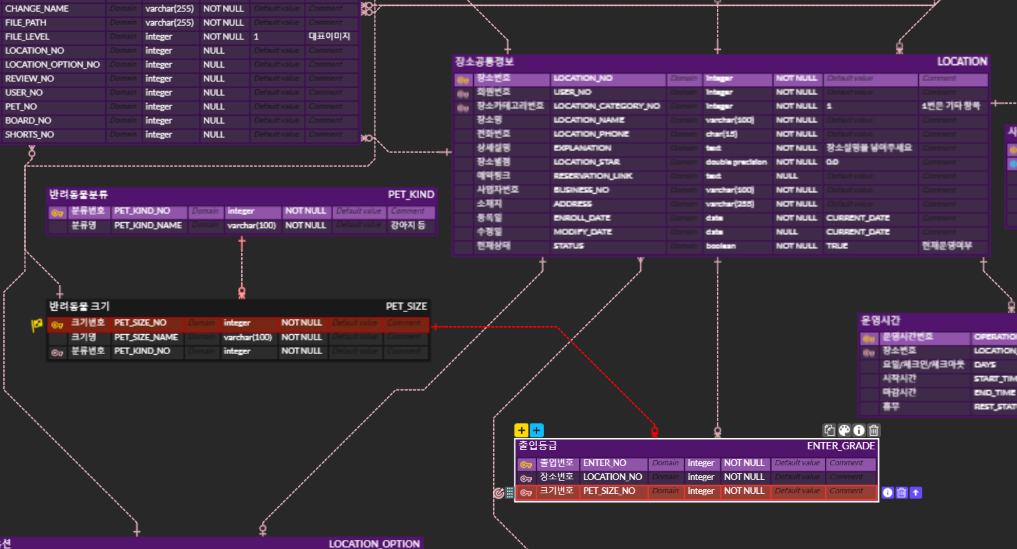 CHANGE_NAME Domain varchar(255) NOT NULL Default value Comment
FILE_PATH Domain varchar(255) NOT NULL Default value Comment
FILE_LEVEL Domain integer NOT NULL 1 대표이미지
LOCATION_NO Domain integer NULL Default value Comment
LOCATION_OPTION_NO Domain integer NULL Default value Comment
REVIEW_NO Domain integer NULL Default value Comment
USER_NO Domain integer NULL Default value Comment
PET_NO Domain integer NULL Default value Comment
BOARD_NO Domain integer NULL Default value Comment
SHORTS_NO Domain integer NULL Default value Comment
장소공통정보 LOCATION
장소번호 LOCATION_NO Domain integer NOT NULL Default value Comment
회원번호 USER_NO Domain integer NOT NULL Default value Comment
장소카테고리번호 LOCATION_CATEGORY_NO Domain integer NOT NULL 1 1번은 기타 항목
장소명 LOCATION_NAME Domain varchar(100) NOT NULL Default value Comment
전화번호 LOCATION_PHONE Domain char(15) NOT NULL Default value Comment
상세설명 EXPLANATION Domain text NOT NULL 장소설명을 넣어주세요 Comment
장소별점 LOCATION_STAR Domain double precision NOT NULL 0.0 Comment
예약링크 RESERVATION_LINK Domain text NULL Default value Comment
사업자번호 BUSINESS_NO Domain varchar(100) NOT NULL Default value Comment
소재지 ADDRESS Domain varchar(255) NOT NULL Default value Comment
등록일 ENROLL_DATE Domain date NOT NULL CURRENT_DATE Comment
수정일 MODIFY_DATE Domain date NULL CURRENT_DATE Comment
현재상태 STATUS Domain boolean NOT NULL TRUE 현재운영여부
반려동물분류 PET_KIND
분류번호 PET_KIND_NO Domain integer NOT NULL Default value Comment
분류명 PET_KIND_NAME Domain varchar(100) NOT NULL Default value 강아지 등
반려동물 크기 PET_SIZE
크기번호 PET_SIZE_NO Domain integer NOT NULL Default value Comment
크기명 PET_SIZE_NAME Domain varchar(100) NOT NULL Default value Comment
분류번호 PET_KIND_NO Domain integer NOT NULL Default value Comment
운영시간
운영시간번호 OPERATIO
장소번호 LOCATION_
요일/체크인/체크아웃 DAYS
시작시간 START_TIM
마감시간 END_TIME
휴무 REST_STAT
출입등급 ENTER_GRADE
출입번호 ENTER_NO Domain integer NOT NULL Default value Comment
장소번호 LOCATION_NO Domain integer NOT NULL Default value Comment
크기번호 PET_SIZE_NO Domain integer NOT NULL Default value Comment
LOCATION_OPTION